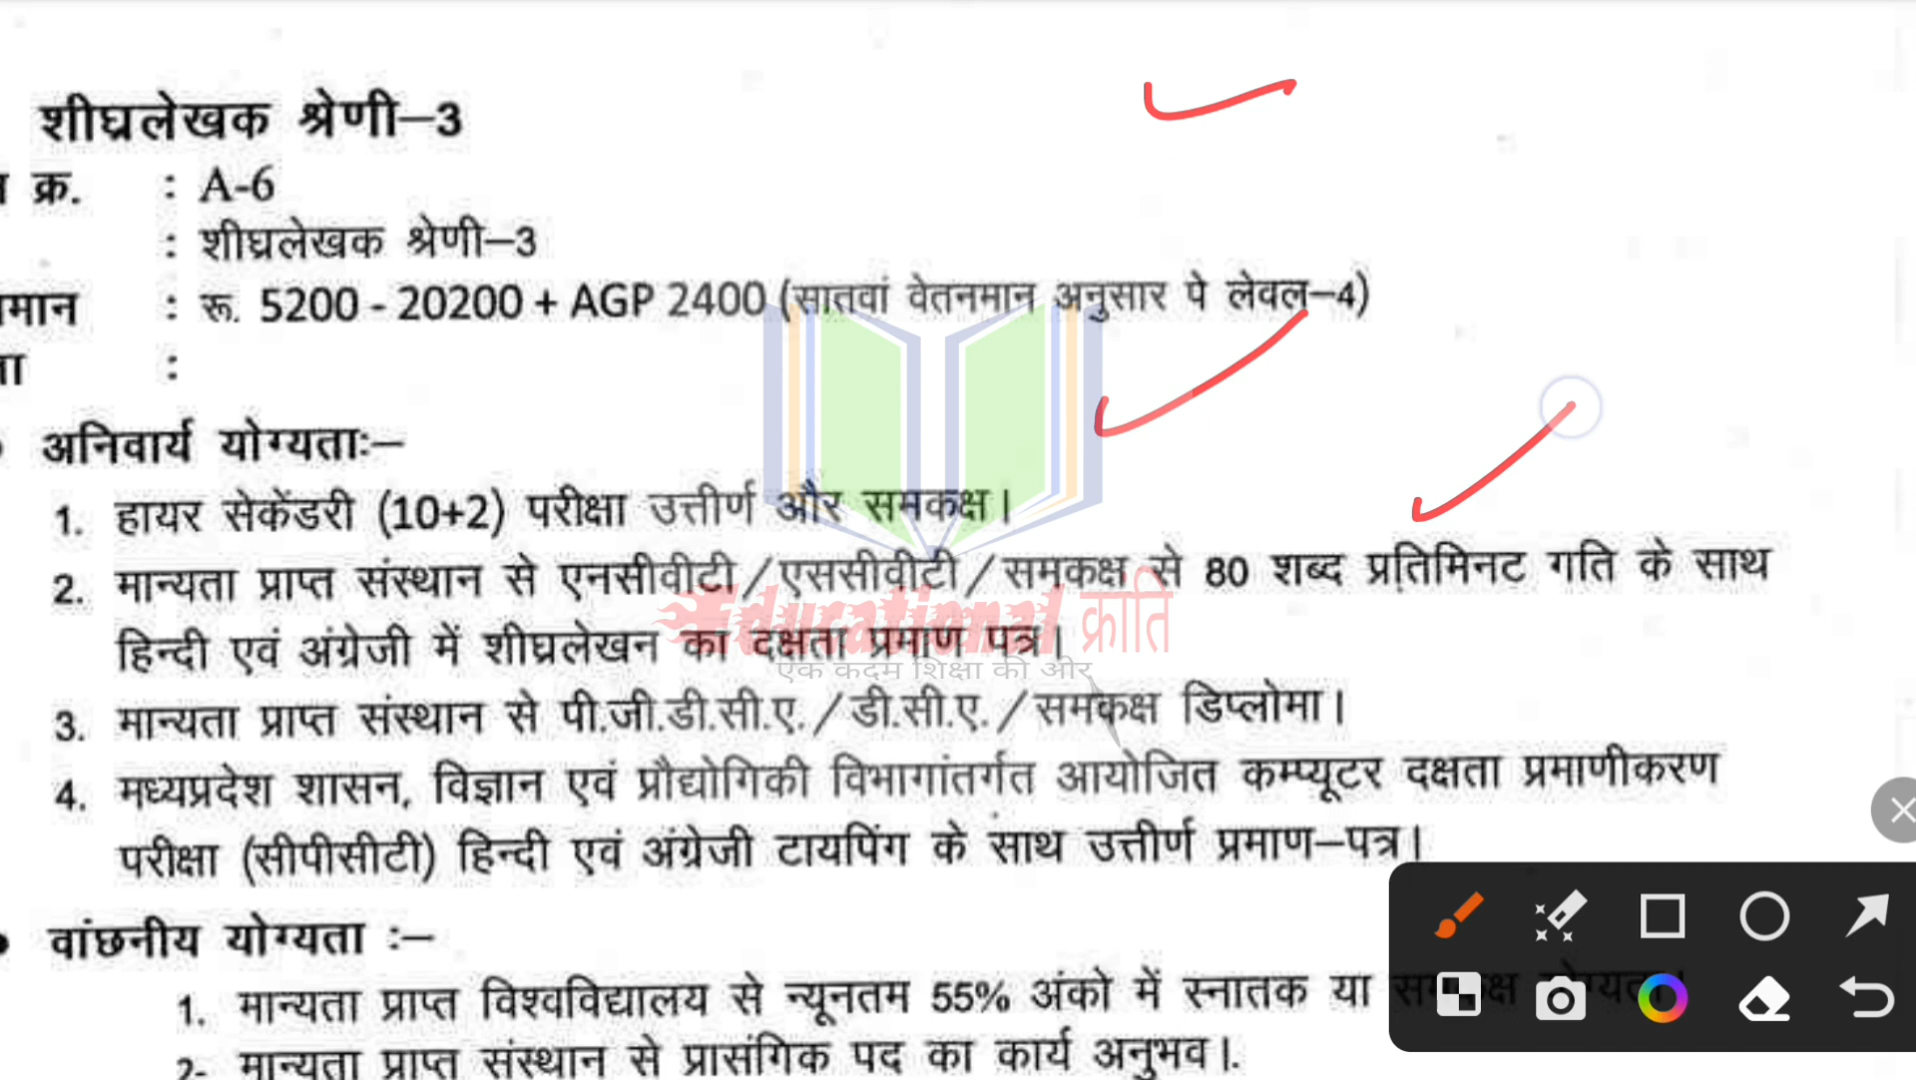 शीघ्रलेखक श्रेणी–3
क्र. : A-6
: शीघ्रलेखक श्रेणी–3
मान : रू. 5200 - 20200 + AGP 2400 (सातवां वेतनमान अनुसार पे लेवल–4)
:
अनिवार्य योग्यताः–
1. हायर सेकेंडरी (10+2) परीक्षा उत्तीर्ण और समकक्ष।
2. मान्यता प्राप्त संस्थान से एनसीवीटी/एससीवीटी/समकक्ष से 80 शब्द प्रतिमिनट गति के साथ
हिन्दी एवं अंग्रेजी में शीघ्रलेखन का दक्षता प्रमाण पत्र।
Educational क्रांति
एक कदम शिक्षा की ओर
3. मान्यता प्राप्त संस्थान से पी.जी.डी.सी.ए./डी.सी.ए./समकक्ष डिप्लोमा।
4. मध्यप्रदेश शासन, विज्ञान एवं प्रौद्योगिकी विभागांतर्गत आयोजित कम्प्यूटर दक्षता प्रमाणीकरण
परीक्षा (सीपीसीटी) हिन्दी एवं अंग्रेजी टायपिंग के साथ उत्तीर्ण प्रमाण–पत्र।
• वांछनीय योग्यता :–
1. मान्यता प्राप्त विश्वविद्यालय से न्यूनतम 55% अंको में स्नातक या
2- मान्यता प्राप्त संस्थान से प्रासंगिक पद का कार्य अनुभव।.